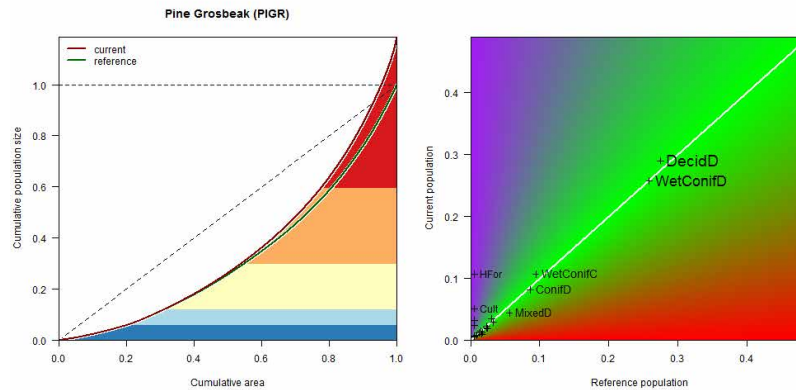 Pine Grosbeak (PIGR)
current
reference
Cumulative population size
1.0
0.8
0.6
0.4
0.2
0.0
0.0 0.2 0.4 0.6 0.8 1.0
Cumulative area
Current population
0.4
0.3
0.2
0.1
0.0
DecidD
WetConifD
HFor
WetConifC
ConifD
Cult
MixedD
0.0 0.1 0.2 0.3 0.4
Reference population